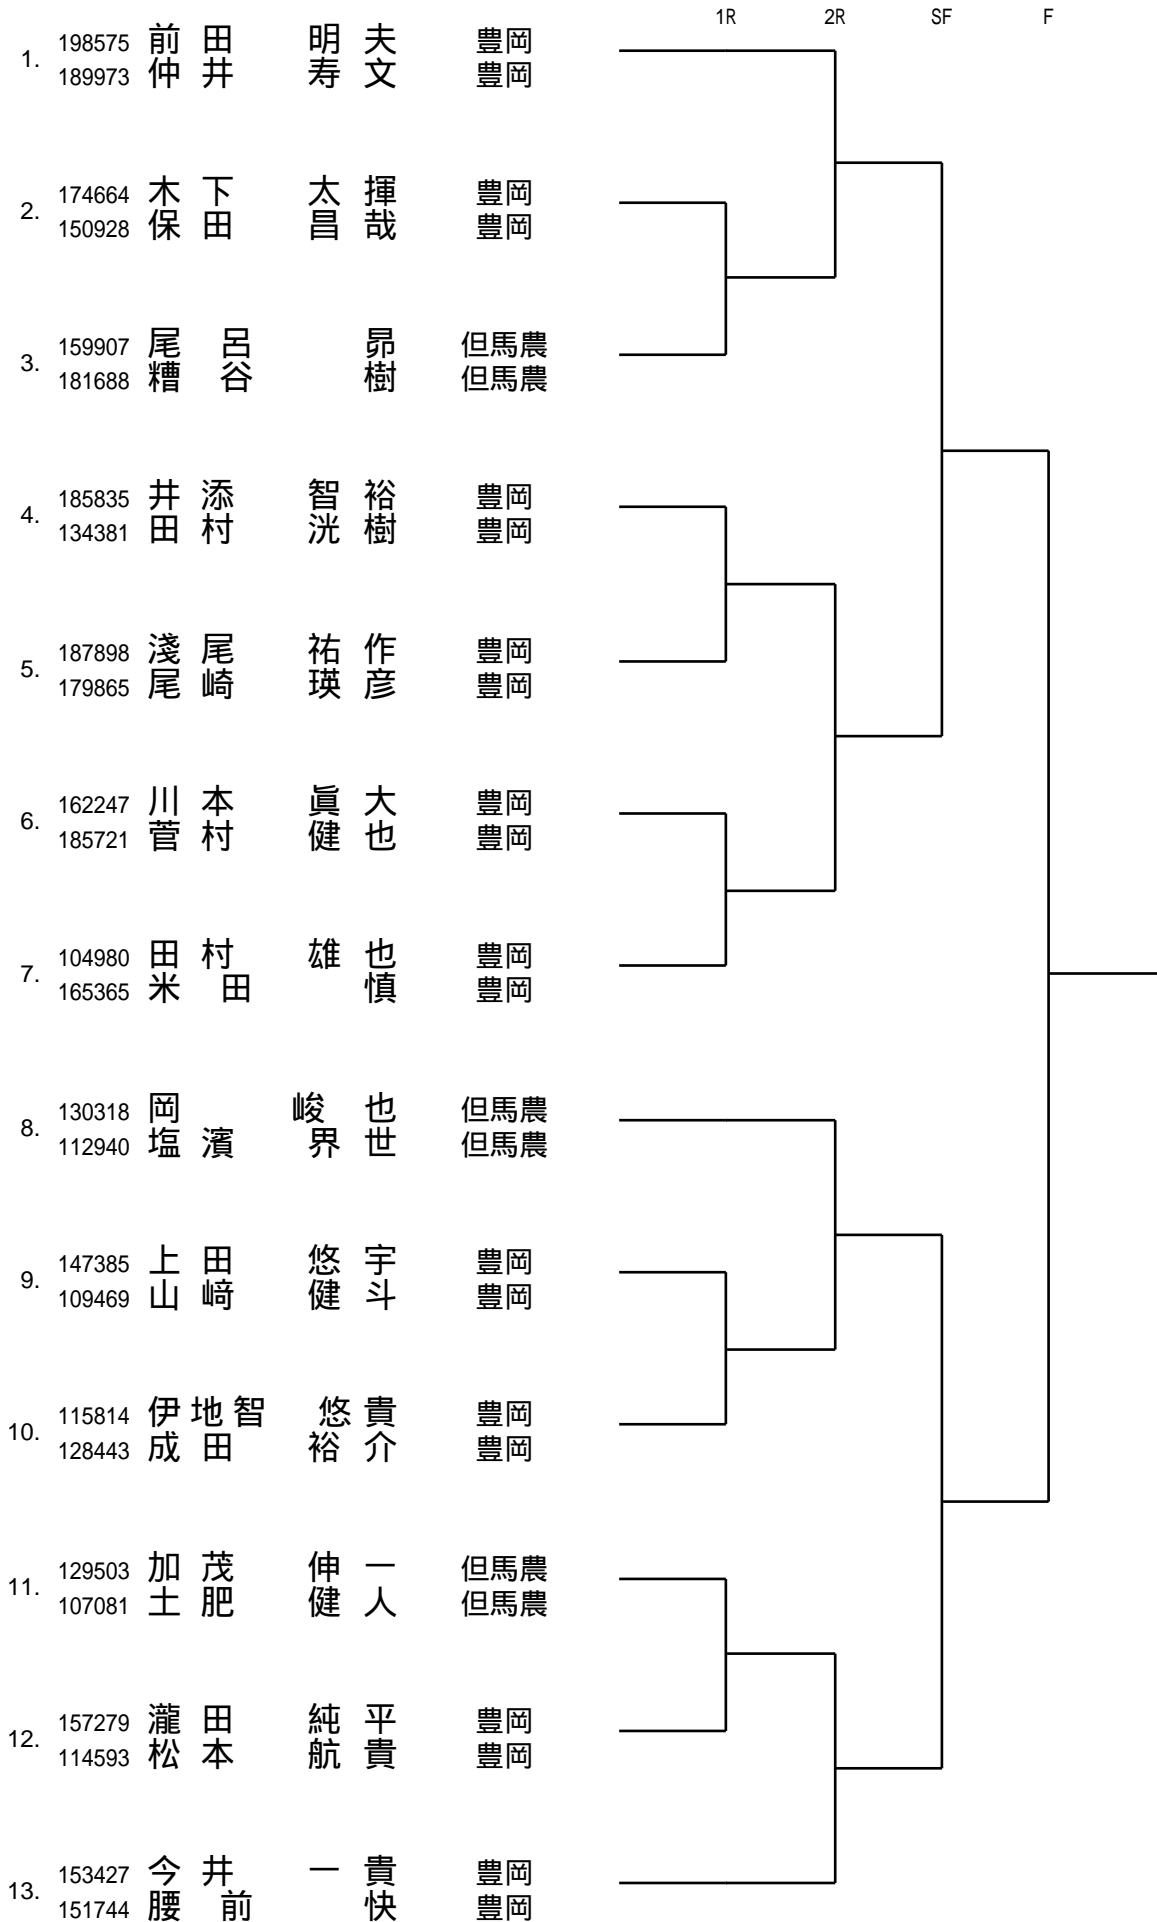 1R 2R SF F
1. 198575 前田 明夫 豊岡
189973 仲井 寿文 豊岡
2. 174664 木下 太揮 豊岡
150928 保田 昌哉 豊岡
3. 159907 尾呂 昴 但馬農
181688 糟谷 樹 但馬農
4. 185835 井添 智裕 豊岡
134381 田村 洸樹 豊岡
5. 187898 淺尾 祐作 豊岡
179865 尾崎 瑛彦 豊岡
6. 162247 川本 眞大 豊岡
185721 菅村 健也 豊岡
7. 104980 田村 雄也 豊岡
165365 米田 慎 豊岡
8. 130318 岡 峻也 但馬農
112940 塩濱 界世 但馬農
9. 147385 上田 悠宇 豊岡
109469 山﨑 健斗 豊岡
10. 115814 伊地智 悠貴 豊岡
128443 成田 裕介 豊岡
11. 129503 加茂 伸一 但馬農
107081 土肥 健人 但馬農
12. 157279 瀧田 純平 豊岡
114593 松本 航貴 豊岡
13. 153427 今井 一貴 豊岡
151744 腰前 快 豊岡